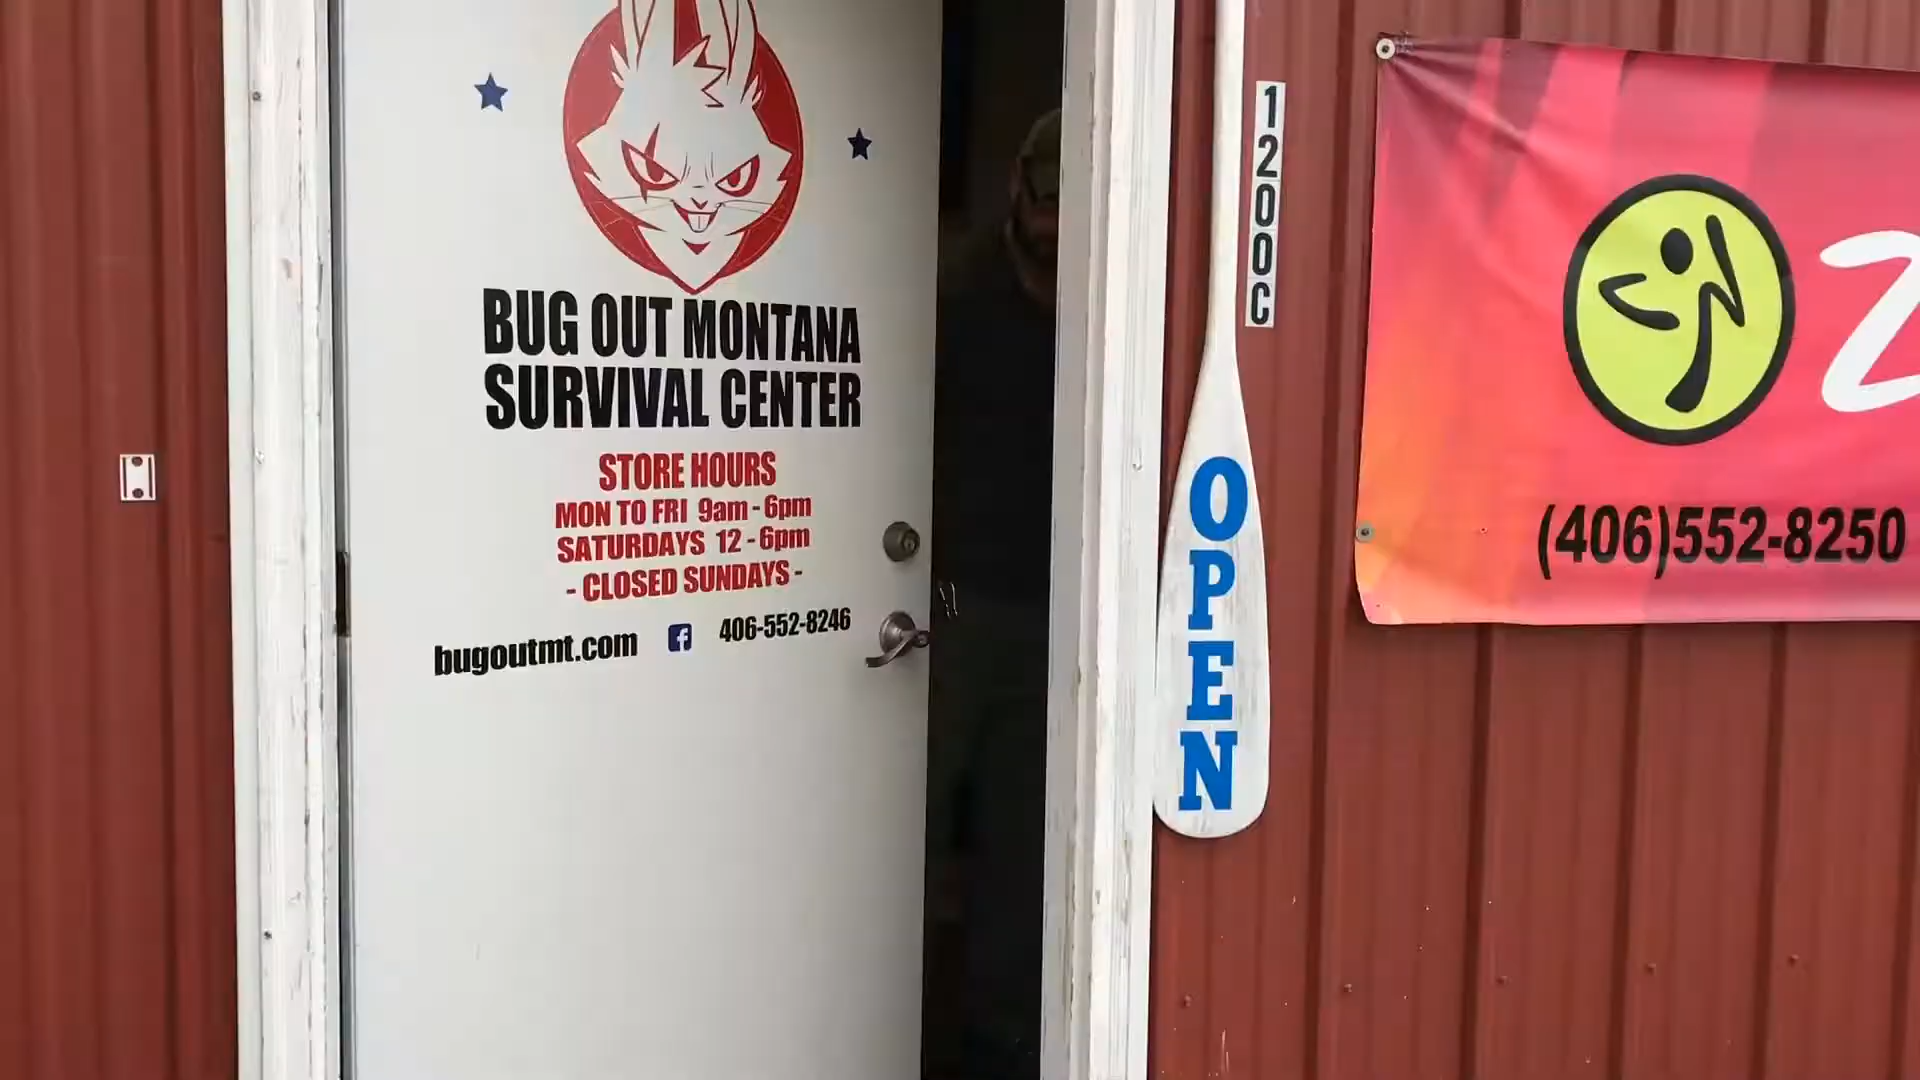 BUG OUT MONTANA
SURVIVAL CENTER
STORE HOURS
MON TO FRI 9am - 6pm
SATURDAYS 12 - 6pm
- CLOSED SUNDAYS -
bugoutmt.com f 406-552-8246
1200C
OPEN
Z
(406)552-8250